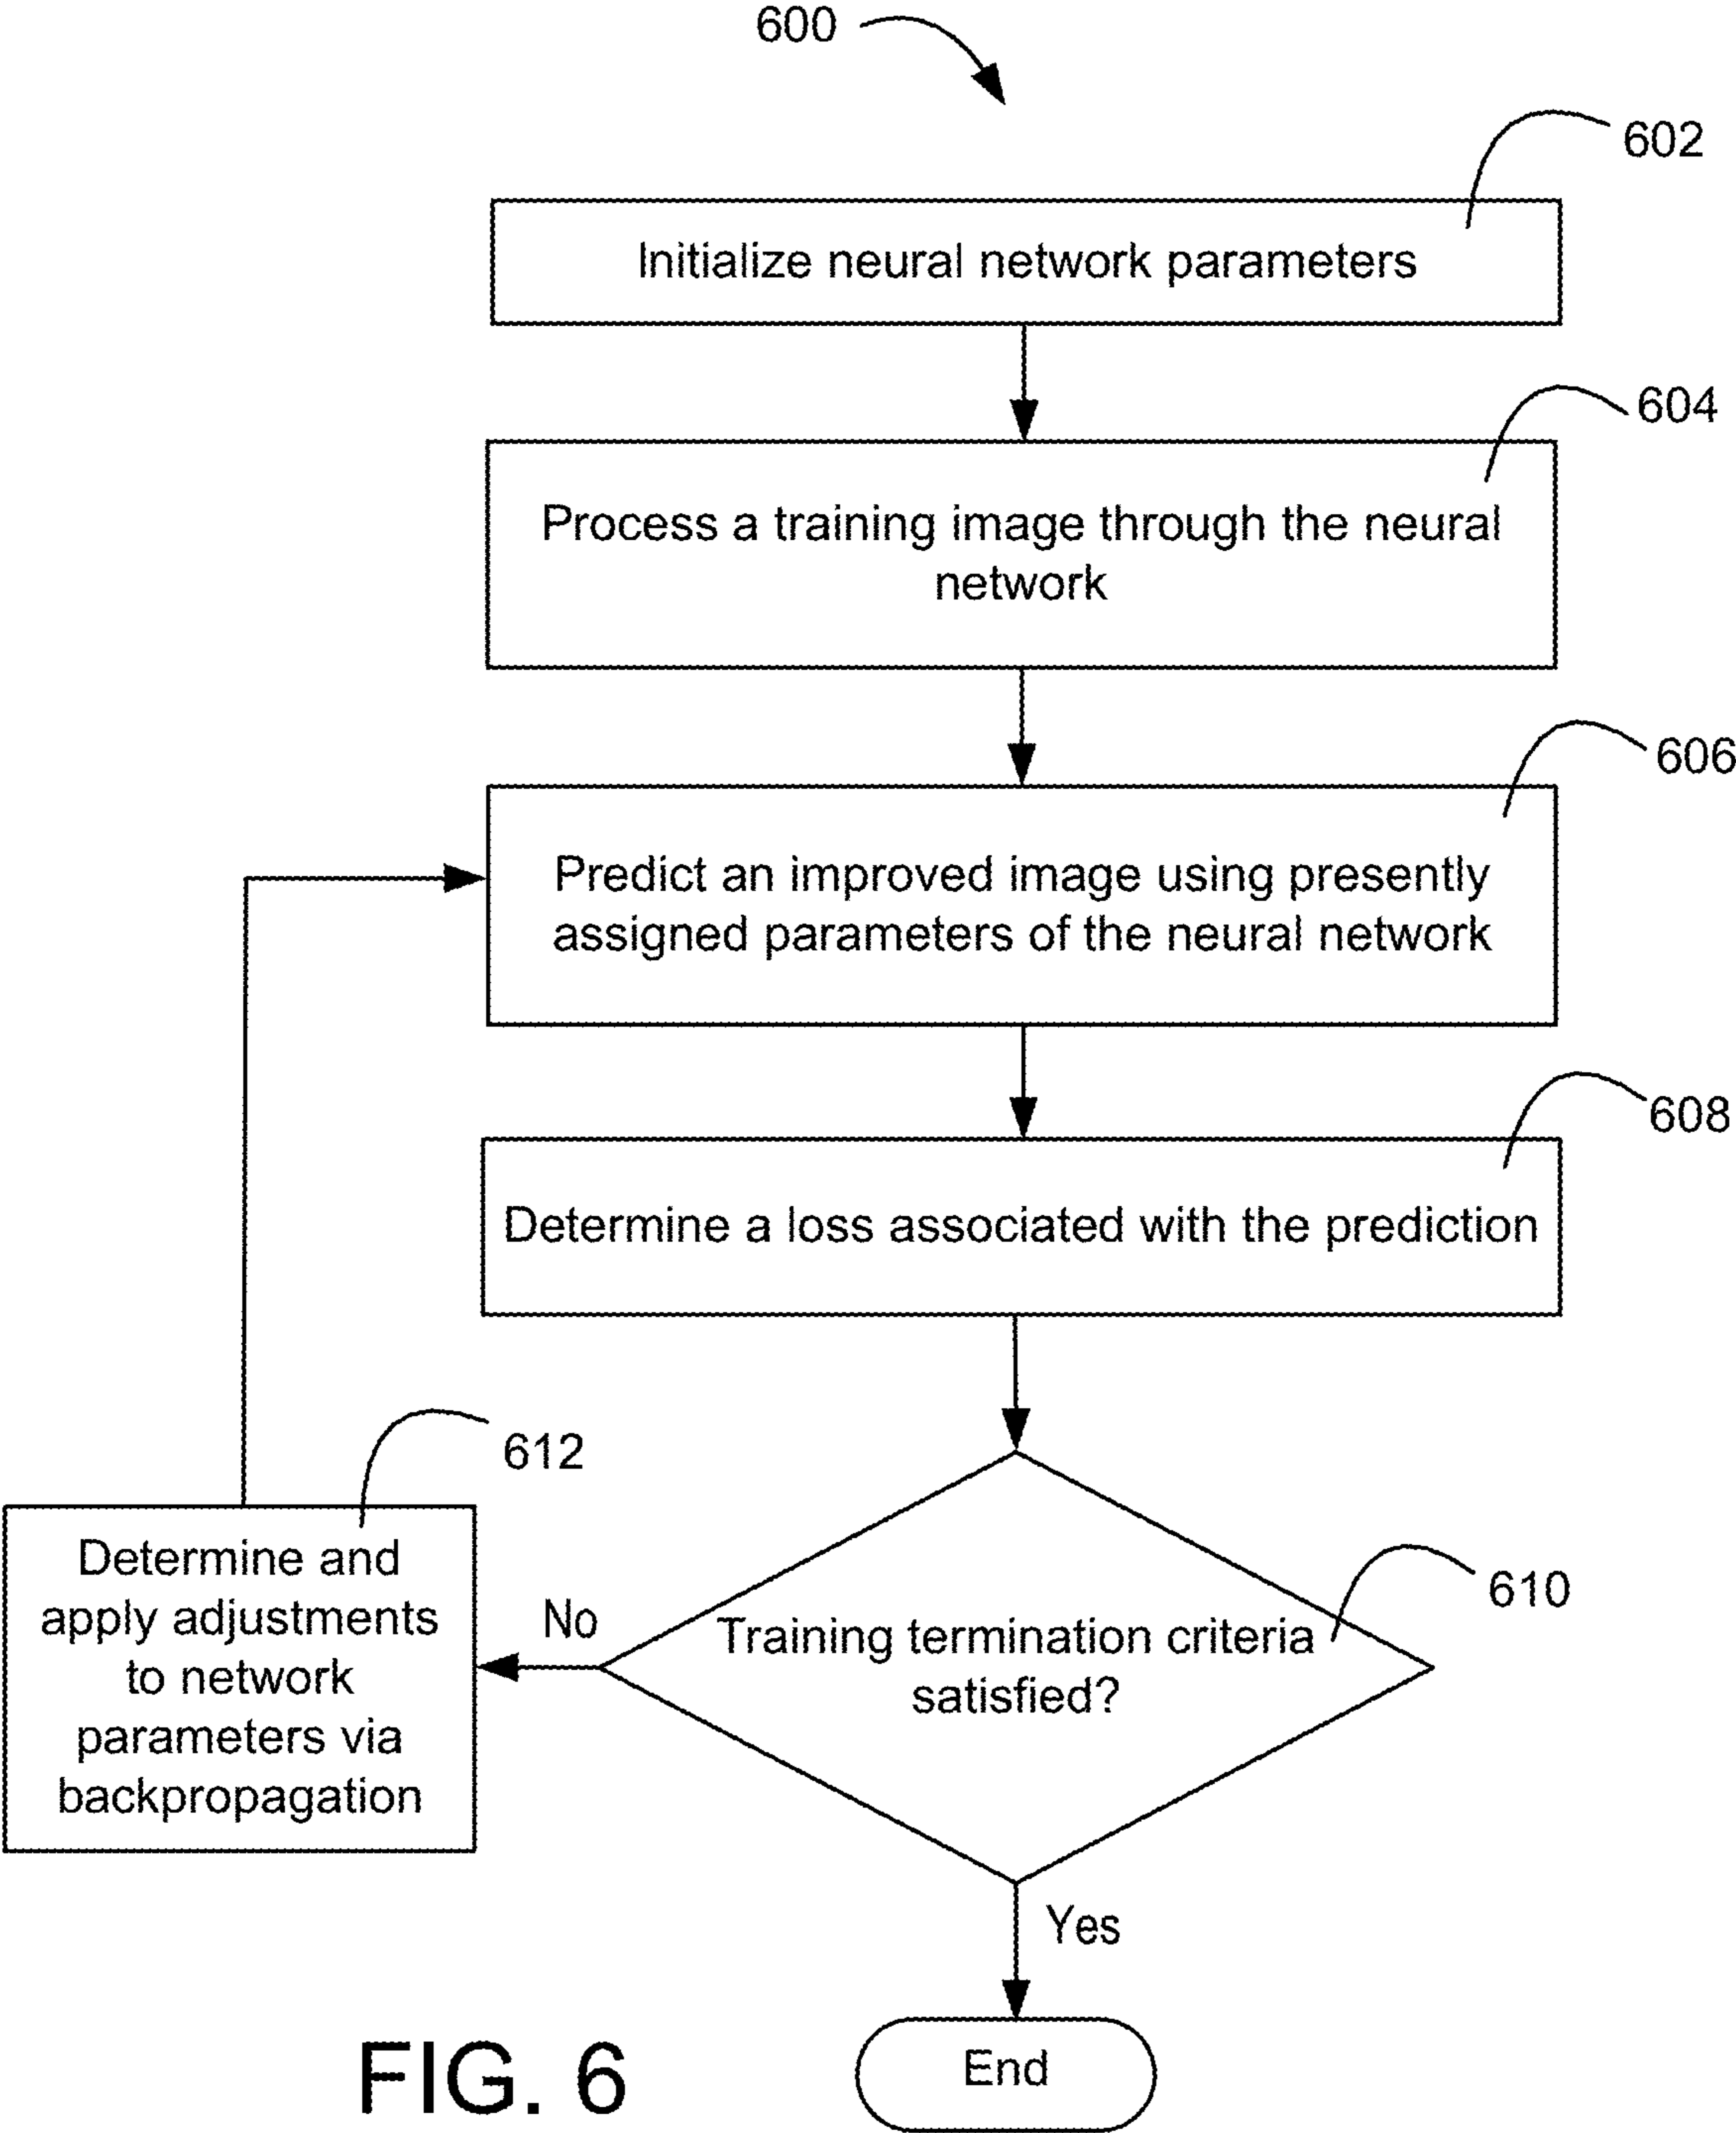 600
602
Initialize neural network parameters
604
Process a training image through the neural
network
606
Predict an improved image using presently
assigned parameters of the neural network
608
Determine a loss associated with the prediction
612
Determine and
apply adjustments
to network
parameters via
backpropagation
No
610
Training termination criteria
satisfied?
Yes
End
FIG. 6